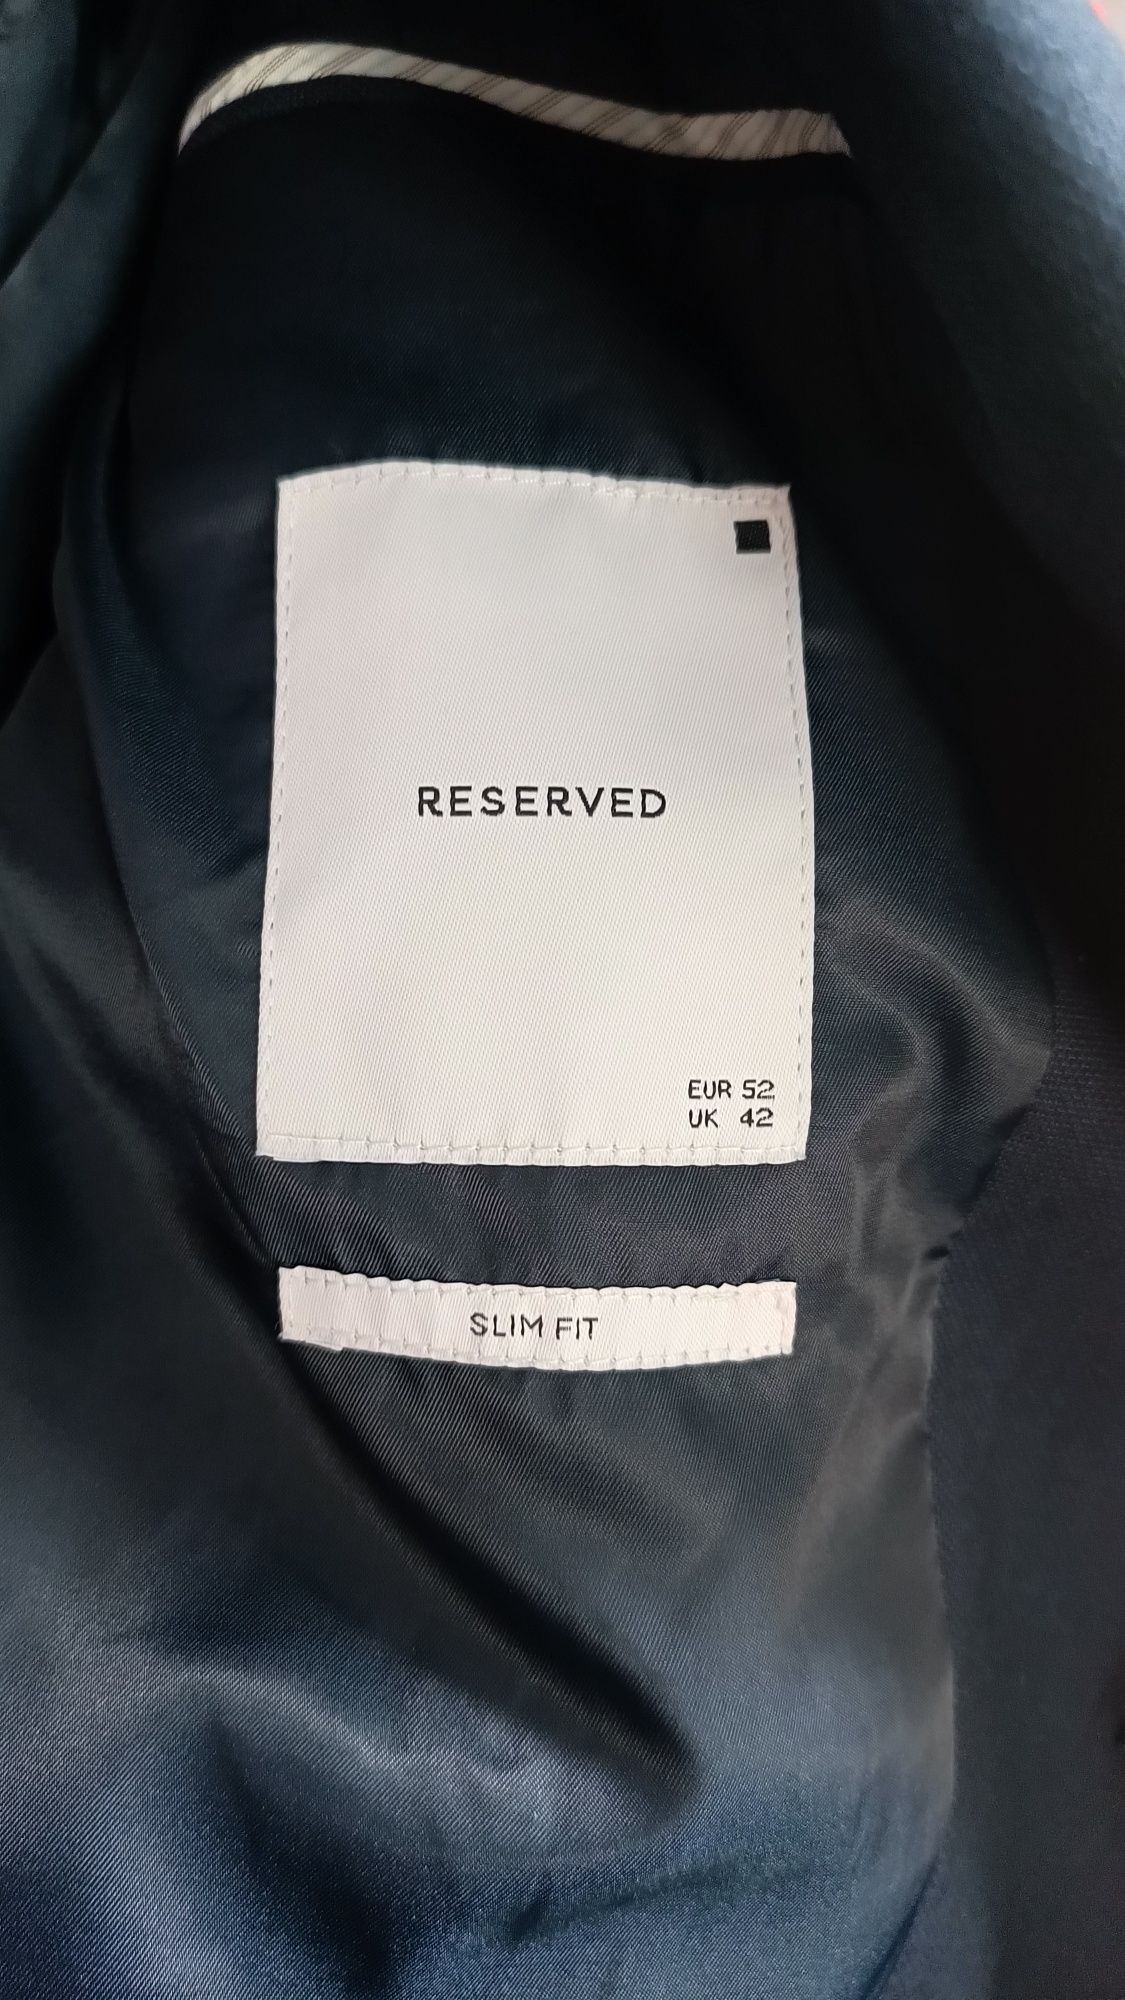 RESERVED
EUR 52
UK 42
SLIM FIT